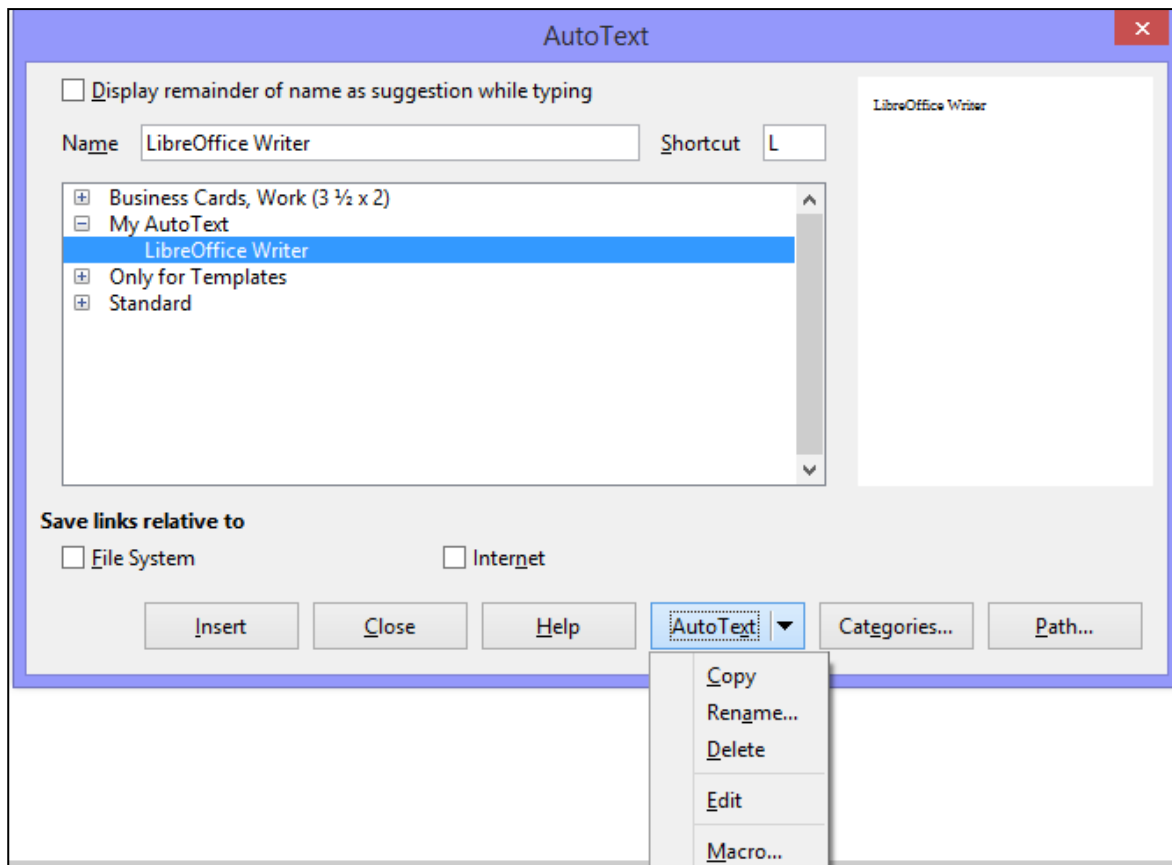 AutoText
Display remainder of name as suggestion while typing
Name LibreOffice Writer Shortcut L
LibreOffice Writer
Business Cards, Work (3 ½ x 2)
My AutoText
LibreOffice Writer
Only for Templates
Standard
Save links relative to
File System Internet
Insert Close Help AutoText Categories... Path...
Copy
Rename...
Delete
Edit
Macro...